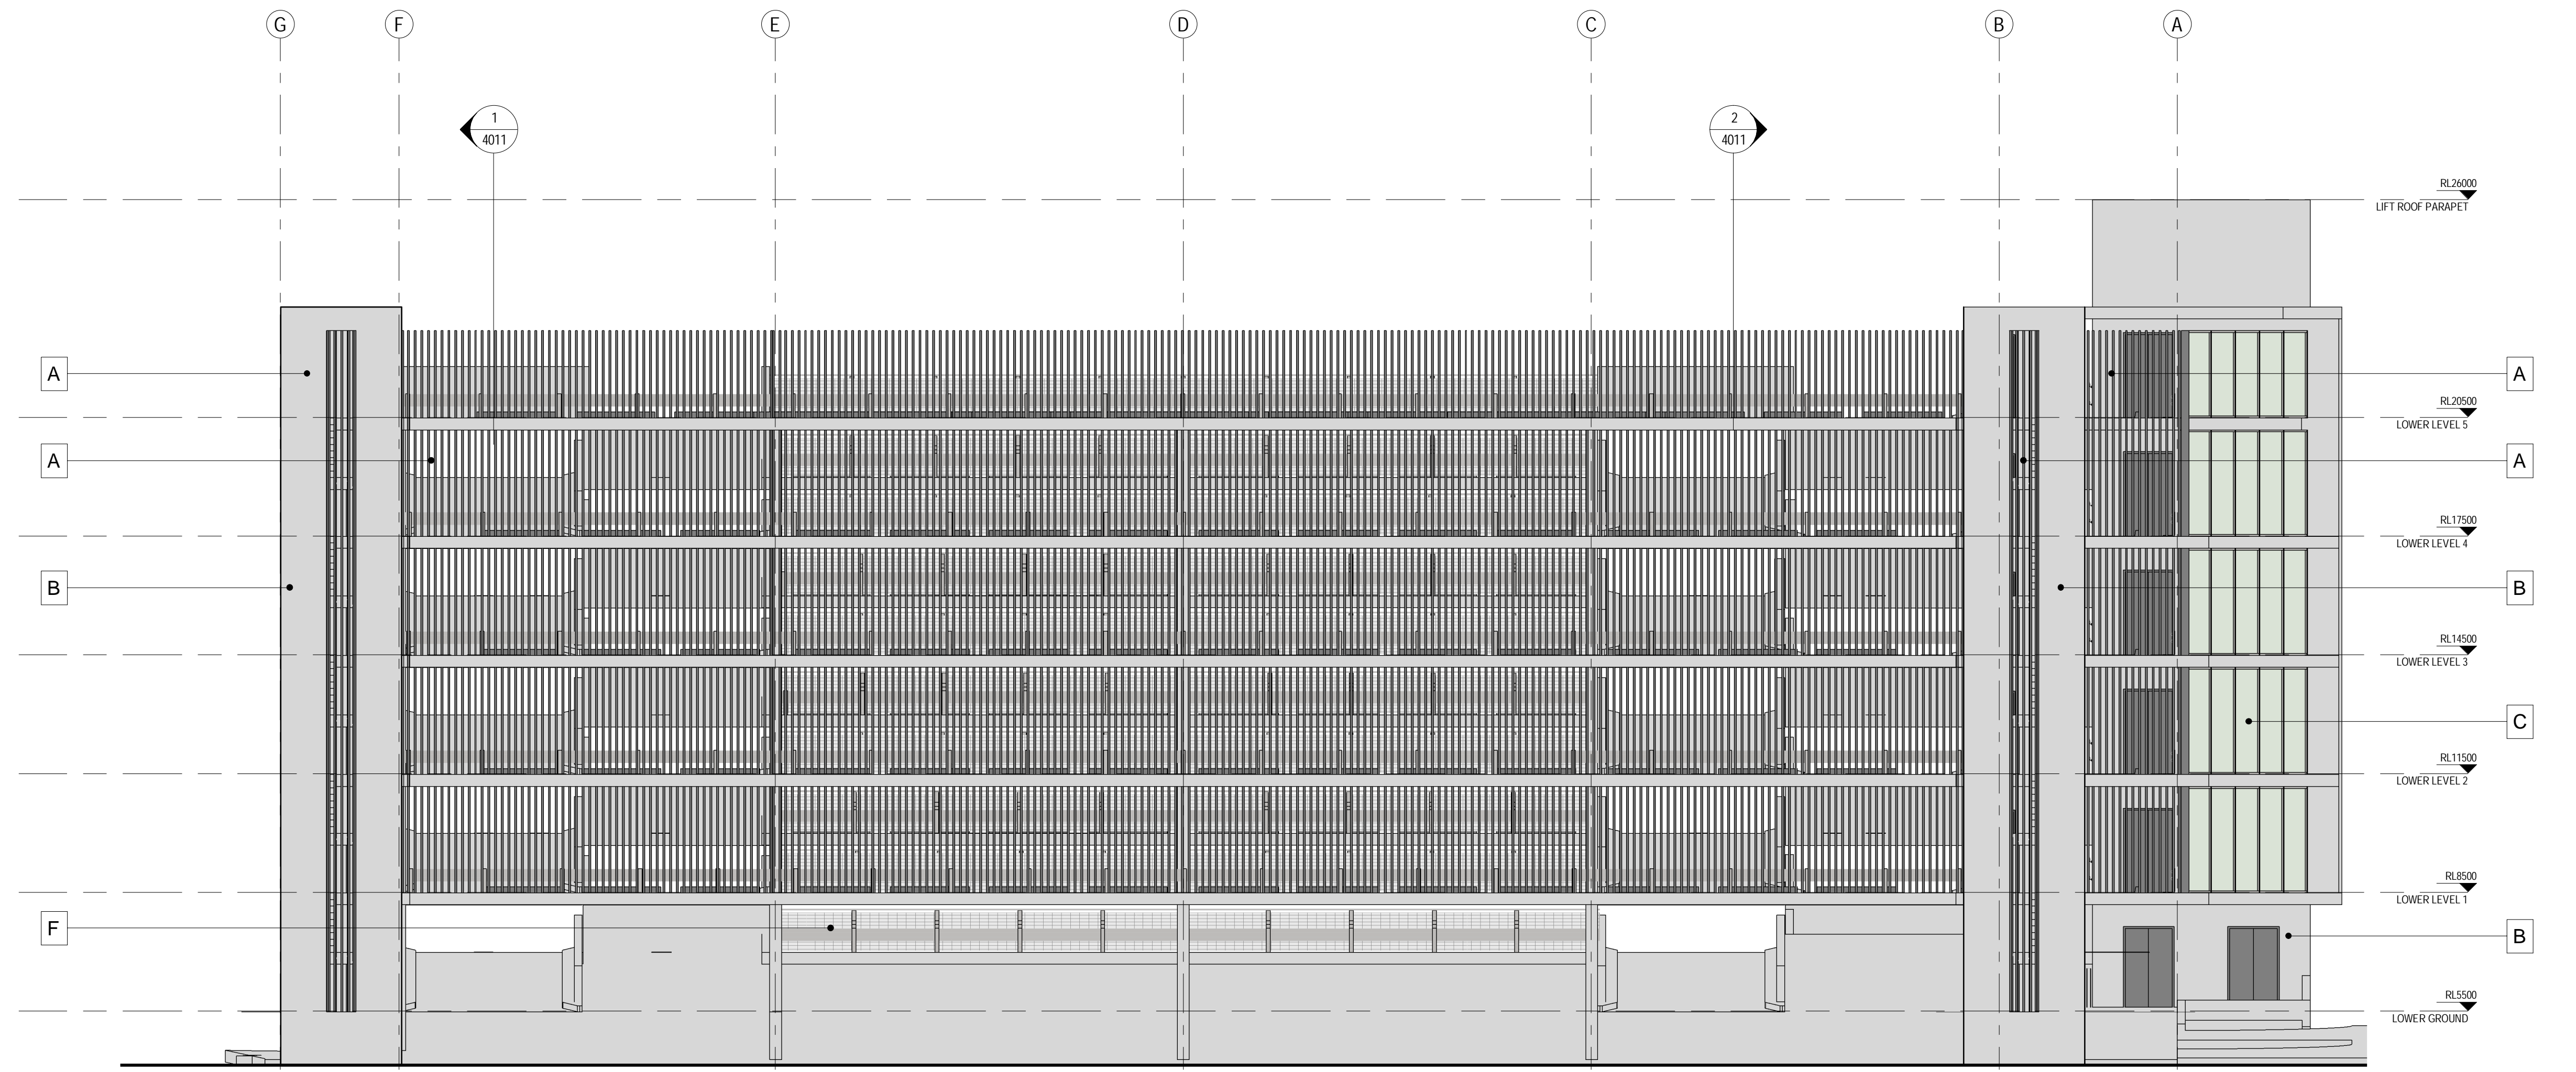 G F E D C B A
1
4011
2
4011
RL26000
LIFT ROOF PARAPET
A A
RL20500
LOWER LEVEL 5
A A
RL17500
LOWER LEVEL 4
B B
RL14500
LOWER LEVEL 3
C
RL11500
LOWER LEVEL 2
RL8500
LOWER LEVEL 1
F B
RL5500
LOWER GROUND